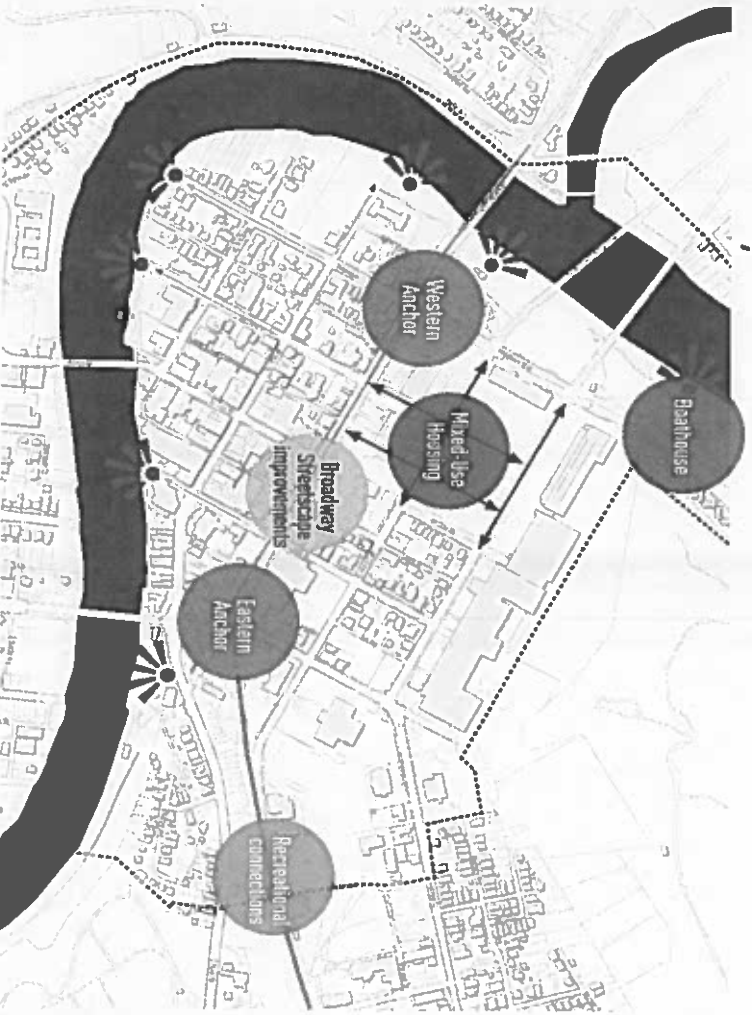 Boathouse
Western
Anchor
Mixed Use
Housing
Broadway
Streetscape
improvements
Eastern
Anchor
Recreational
connections